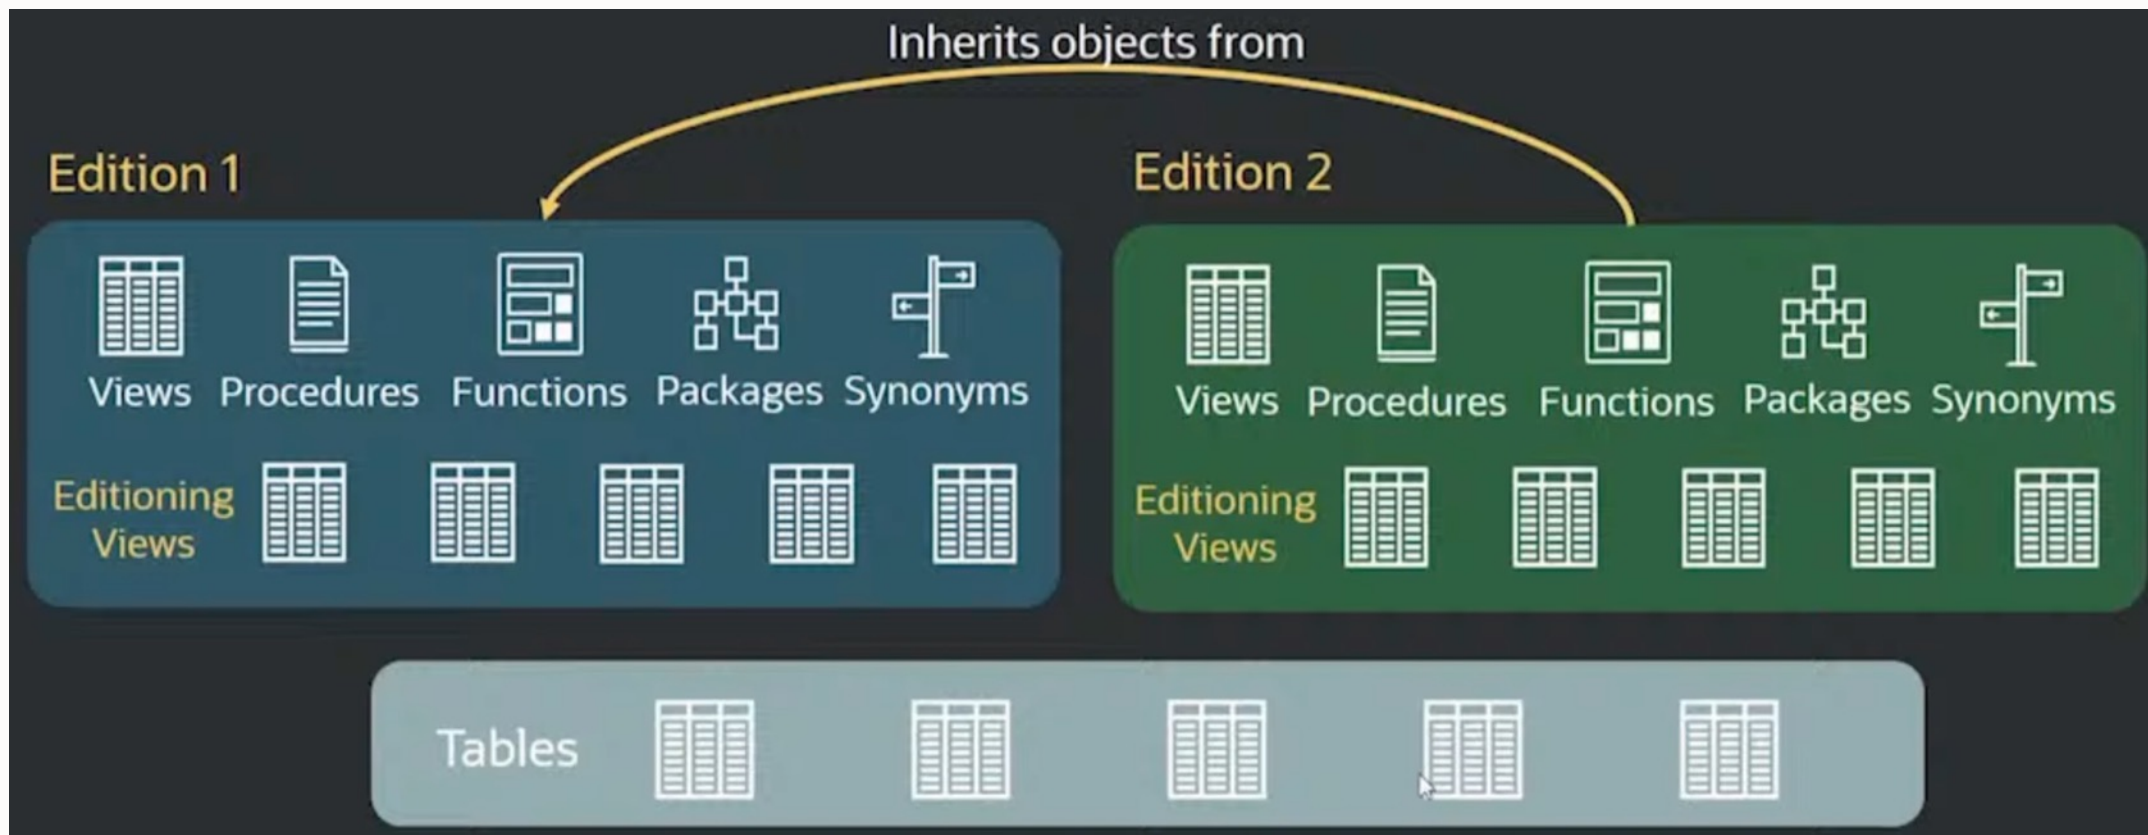 Inherits objects from
Edition 1
Edition 2
Views Procedures Functions Packages Synonyms
Editioning
Views
Views Procedures Functions Packages Synonyms
Editioning
Views
Tables